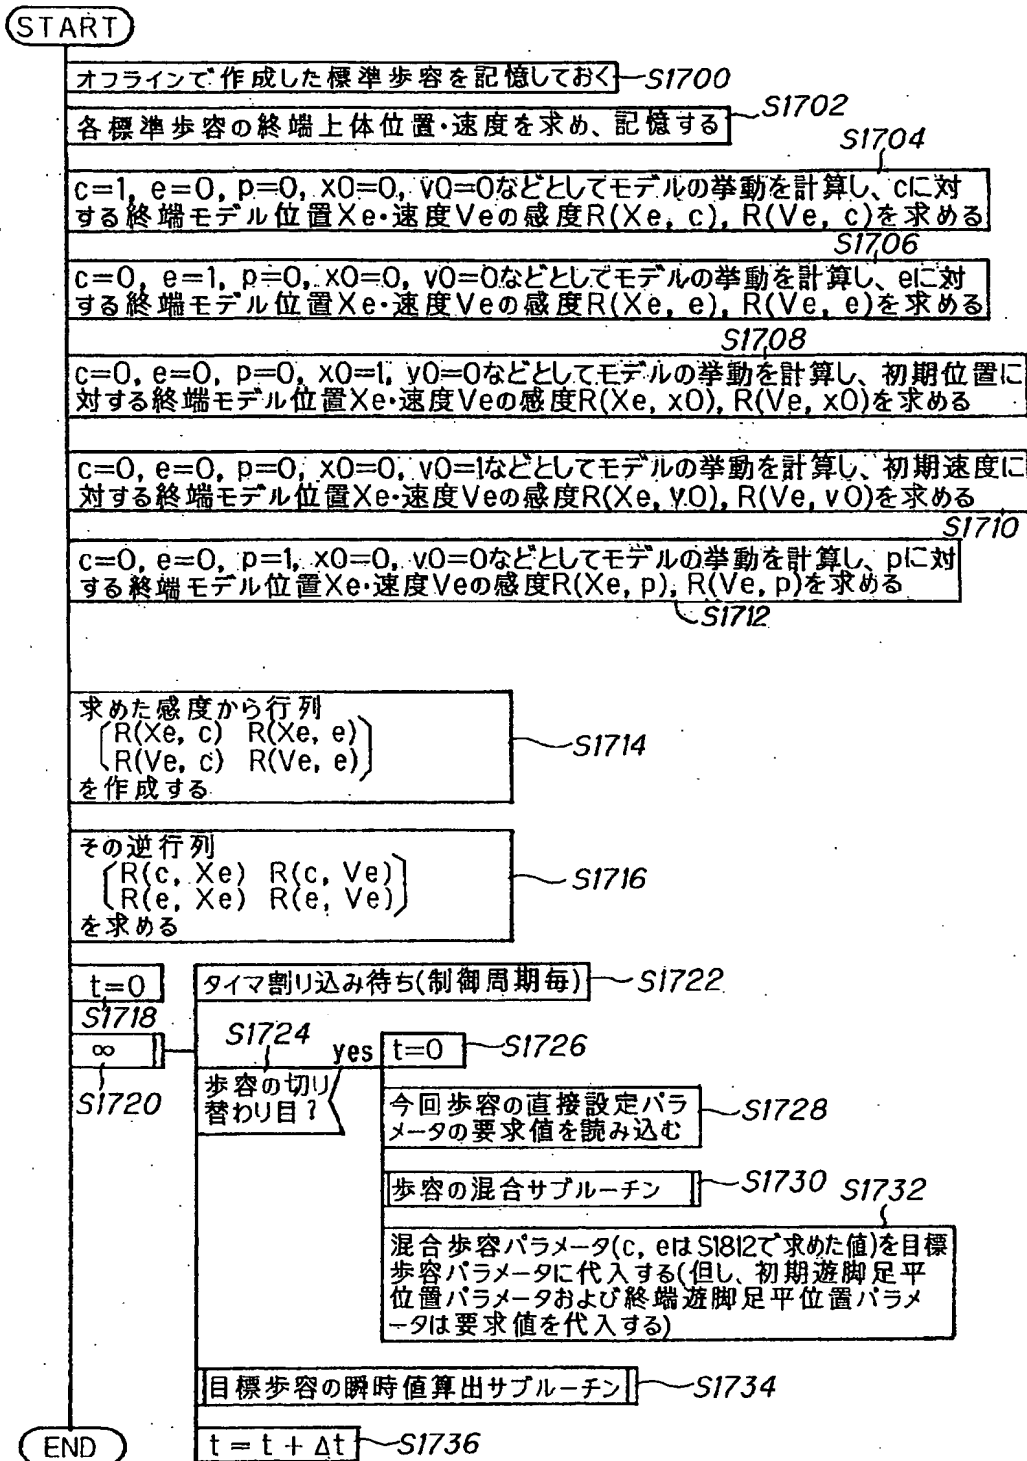 START
オフラインで作成した標準歩容を記憶しておく
S1700
S1702
各標準歩容の終端上体位置・速度を求め、記憶する
S1704
c=1, e=0, p=0, x0=0, v0=0などとしてモデルの挙動を計算し、cに対
する終端モデル位置Xe・速度Veの感度R(Xe, c), R(Ve, c)を求める
S1706
c=0, e=1, p=0, x0=0, v0=0などとしてモデルの挙動を計算し、eに対
する終端モデル位置Xe・速度Veの感度R(Xe, e), R(Ve, e)を求める
S1708
c=0, e=0, p=0, x0=1, v0=0などとしてモデルの挙動を計算し、初期位置に
対する終端モデル位置Xe・速度Veの感度R(Xe, x0), R(Ve, x0)を求める
c=0, e=0, p=0, x0=0, v0=1などとしてモデルの挙動を計算し、初期速度に
対する終端モデル位置Xe・速度Veの感度R(Xe, v0), R(Ve, v0)を求める
S1710
c=0, e=0, p=1, x0=0, v0=0などとしてモデルの挙動を計算し、pに対
する終端モデル位置Xe・速度Veの感度R(Xe, p), R(Ve, p)を求める
S1712
求めた感度から行列
R(Xe, c) R(Xe, e)
R(Ve, c) R(Ve, e)
を作成する
S1714
その逆行列
R(c, Xe) R(c, Ve)
R(e, Xe) R(e, Ve)
を求める
S1716
t=0
S1718
タイマ割り込み待ち(制御周期毎)
S1722
∞
S1720
S1724
歩容の切り
替わり目?
yes
t=0
S1726
今回歩容の直接設定パラ
メータの要求値を読み込む
S1728
歩容の混合サブルーチン
S1730
S1732
混合歩容パラメータ(c, eはS1812で求めた値)を目標
歩容パラメータに代入する(但し、初期遊脚足平
位置パラメータおよび終端遊脚足平位置パラメ
ータは要求値を代入する)
目標歩容の瞬時値算出サブルーチン
S1734
t = t + Δt
S1736
END